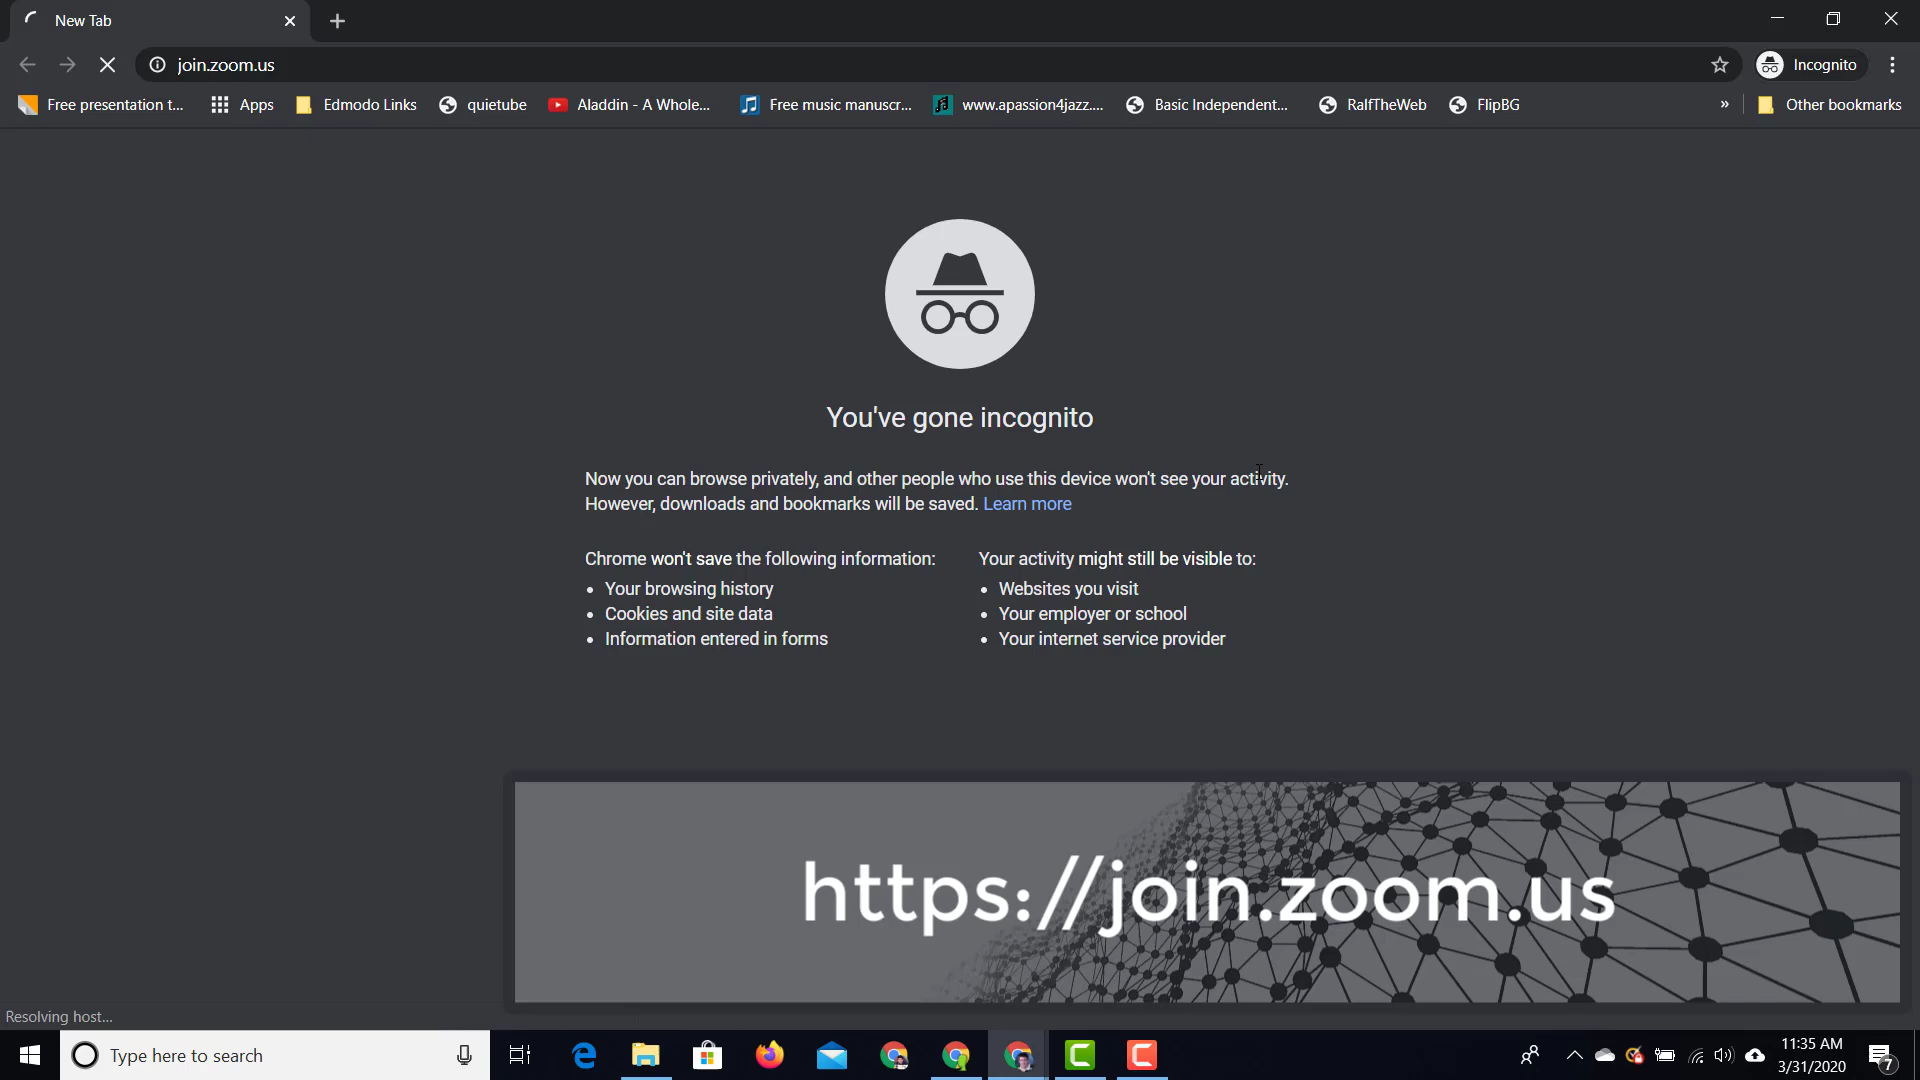 New Tab
join.zoom.us
Incognito
Free presentation t...
Apps
Edmodo Links
quietube
Aladdin - A Whole...
Free music manuscr...
www.apassion4jazz....
Basic Independent...
RalfTheWeb
FlipBG
»
Other bookmarks
You've gone incognito
Now you can browse privately, and other people who use this device won't see your activity.
However, downloads and bookmarks will be saved. Learn more
Chrome won't save the following information:
• Your browsing history
• Cookies and site data
• Information entered in forms
Your activity might still be visible to:
• Websites you visit
• Your employer or school
• Your internet service provider
https://join.zoom.us
Resolving host...
Type here to search
11:35 AM
3/31/2020
7